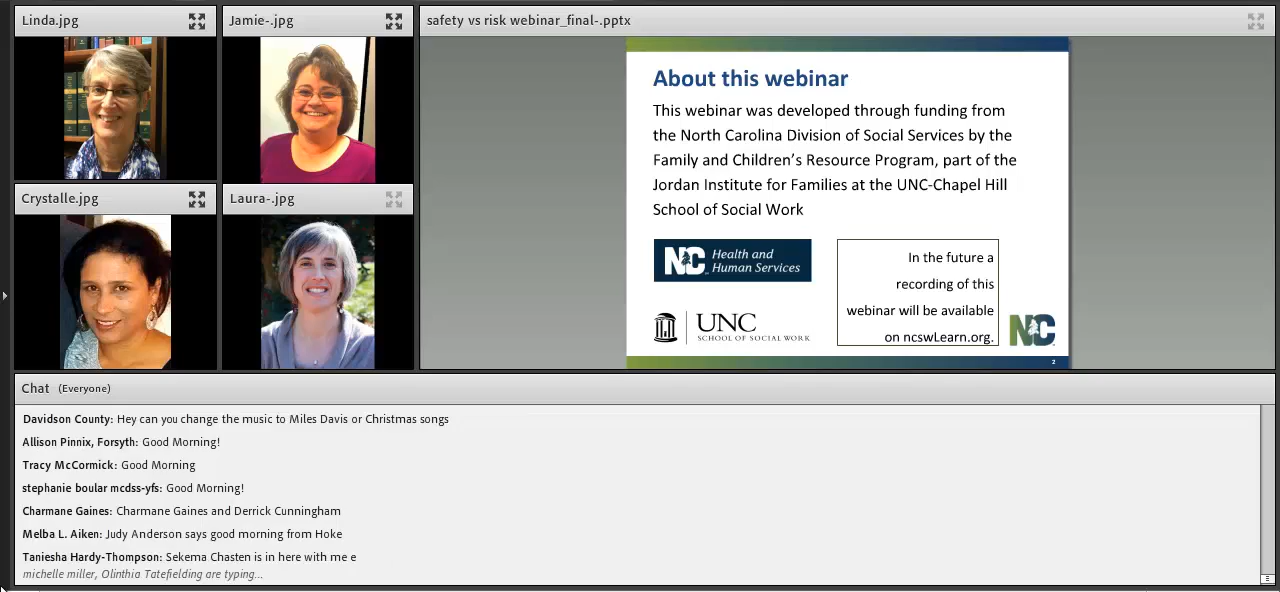 Linda.jpg
Jamie-.jpg
safety vs risk webinar_final-.pptx
Crystalle.jpg
Laura-.jpg
About this webinar
This webinar was developed through funding from
the North Carolina Division of Social Services by the
Family and Children’s Resource Program, part of the
Jordan Institute for Families at the UNC-Chapel Hill
School of Social Work
NC Health and
Human Services
UNC
SCHOOL OF SOCIAL WORK
In the future a
recording of this
webinar will be available
on ncswLearn.org.
NC
2
Chat (Everyone)
Davidson County: Hey can you change the music to Miles Davis or Christmas songs
Allison Pinnix, Forsyth: Good Morning!
Tracy McCormick: Good Morning
stephanie boular mcdss-yfs: Good Morning!
Charmane Gaines: Charmane Gaines and Derrick Cunningham
Melba L. Aiken: Judy Anderson says good morning from Hoke
Taniesha Hardy-Thompson: Sekema Chasten is in here with me e
michelle miller, Olinthia Tatefielding are typing...